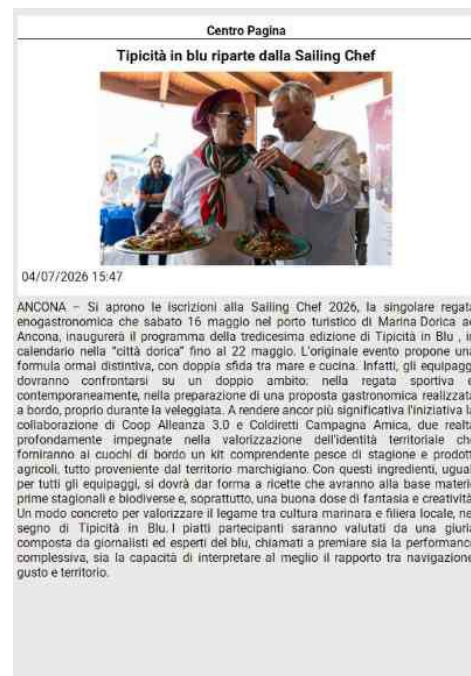 Centro Pagina
Tipicità in blu riparte dalla Sailing Chef
04/07/2026 15:47
ANCONA – Si aprono le iscrizioni alla Sailing Chef 2026, la singolare regata
enogastronomica che sabato 16 maggio nel porto turistico di Marina Dorica ad
Ancona, inaugurerà il programma della tredicesima edizione di Tipicità in Blu , in
calendario nella "città dorica" fino al 22 maggio. L'originale evento propone una
formula ormai distintiva, con doppia sfida tra mare e cucina. Infatti, gli equipaggi
dovranno confrontarsi su un doppio ambito: nella regata sportiva e,
contemporaneamente, nella preparazione di una proposta gastronomica realizzata
a bordo, proprio durante la veleggiata. A rendere ancor più significativa l'iniziativa la
collaborazione di Coop Alleanza 3.0 e Coldiretti Campagna Amica, due realtà
profondamente impegnate nella valorizzazione dell'identità territoriale che
forniranno ai cuochi di bordo un kit comprendente pesce di stagione e prodotti
agricoli, tutto proveniente dal territorio marchigiano. Con questi ingredienti, uguali
per tutti gli equipaggi, si dovrà dar forma a ricette che avranno alla base materie
prime stagionali e biodiverse e, soprattutto, una buona dose di fantasia e creatività.
Un modo concreto per valorizzare il legame tra cultura marinara e filiera locale, nel
segno di Tipicità in Blu. I piatti partecipanti saranno valutati da una giuria
composta da giornalisti ed esperti del blu, chiamati a premiare sia la performance
complessiva, sia la capacità di interpretare al meglio il rapporto tra navigazione,
gusto e territorio.